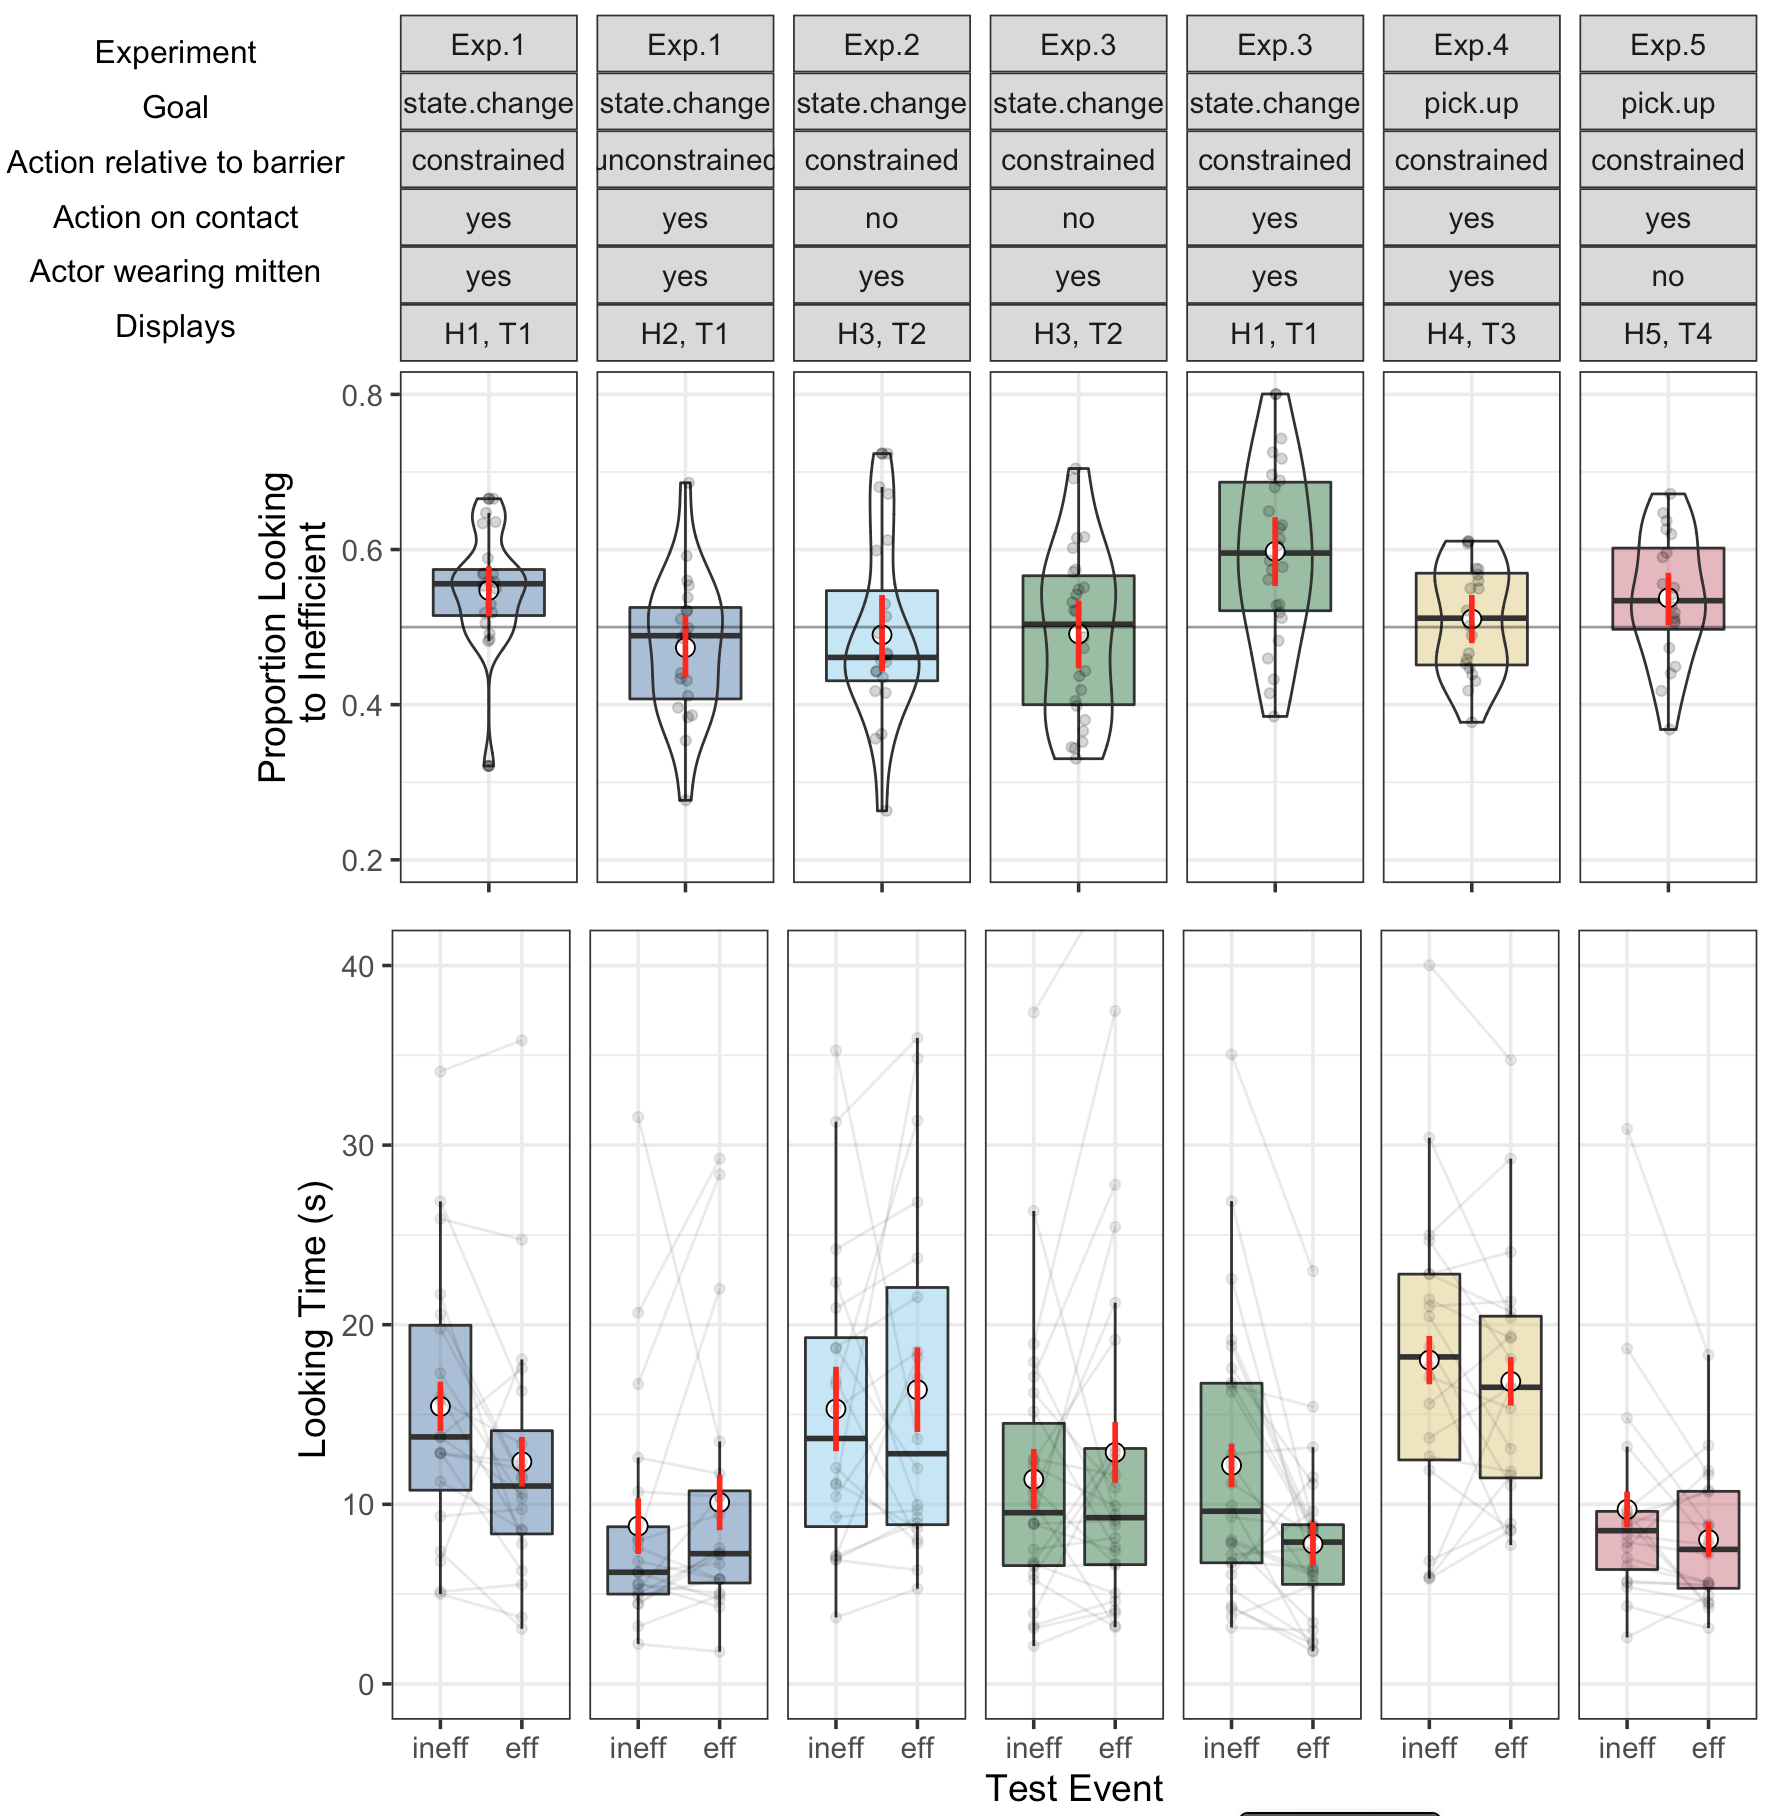 Experiment Exp.1 Exp.1 Exp.2 Exp.3 Exp.3 Exp.4 Exp.5
Goal state.change state.change state.change state.change state.change pick.up pick.up
Action relative to barrier constrained unconstrained constrained constrained constrained constrained constrained
Action on contact yes yes no no yes yes yes
Actor wearing mitten yes yes yes yes yes yes no
Displays H1, T1 H2, T1 H3, T2 H3, T2 H1, T1 H4, T3 H5, T4
Proportion Looking
to Inefficient
0.8
0.6
0.4
0.2
Looking Time (s)
40
30
20
10
0
ineff eff ineff eff ineff eff ineff eff ineff eff ineff eff ineff eff
Test Event